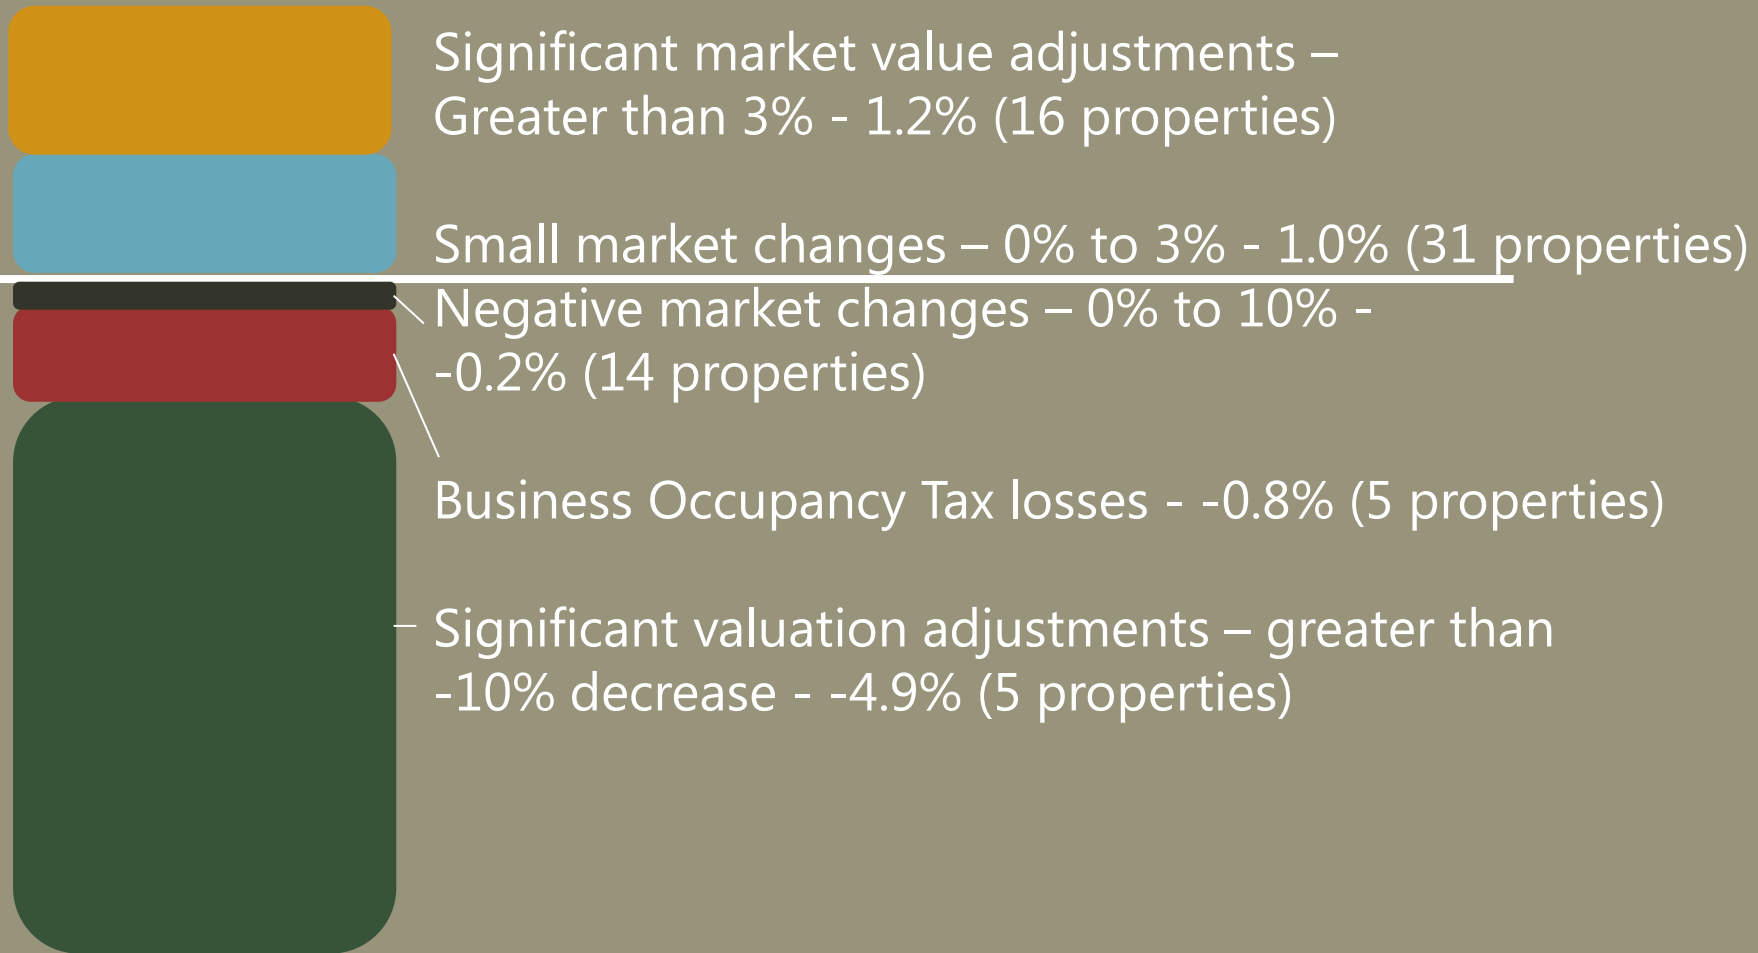 Significant market value adjustments –
Greater than 3% - 1.2% (16 properties)
Small market changes – 0% to 3% - 1.0% (31 properties)
Negative market changes – 0% to 10% -
-0.2% (14 properties)
Business Occupancy Tax losses - -0.8% (5 properties)
Significant valuation adjustments – greater than
-10% decrease - -4.9% (5 properties)